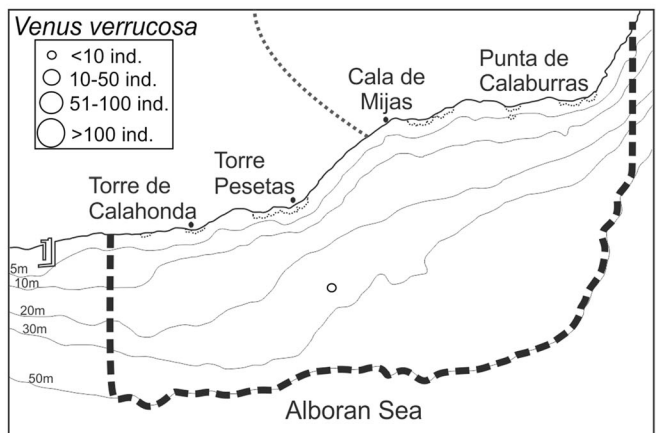 Venus verrucosa
<10 ind.
10-50 ind.
51-100 ind.
>100 ind.
Punta de
Calaburras
Cala de
Mijas
Torre
Pesetas
Torre de
Calahonda
5m
10m
20m
30m
50m
Alboran Sea